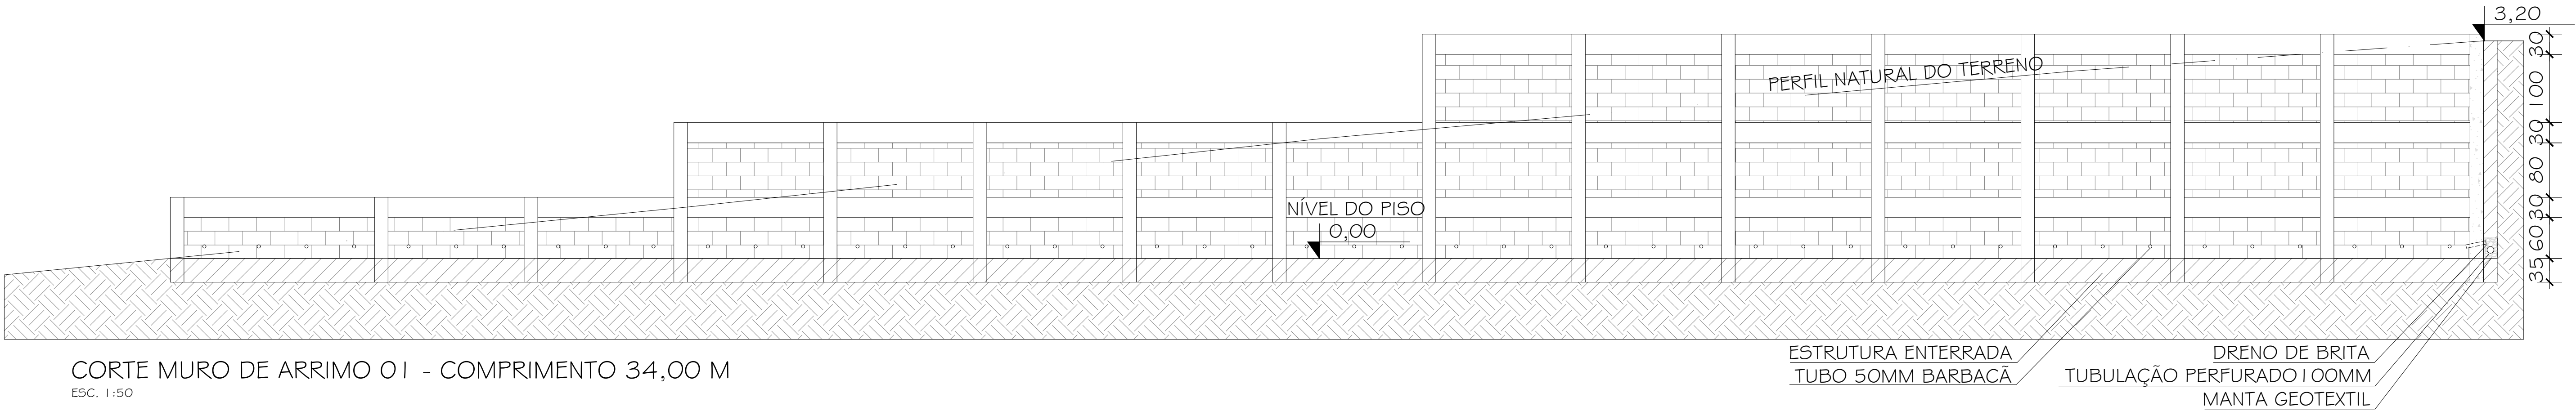 3,20
30
100
30
80
30
60
35
PERFIL NATURAL DO TERRENO
NÍVEL DO PISO
0,00
ESTRUTURA ENTERRADA
TUBO 50MM BARBACÃ
DRENO DE BRITA
TUBULAÇÃO PERFURADO100MM
MANTA GEOTEXTIL
CORTE MURO DE ARRIMO 01 - COMPRIMENTO 34,00 M
ESC. 1:50